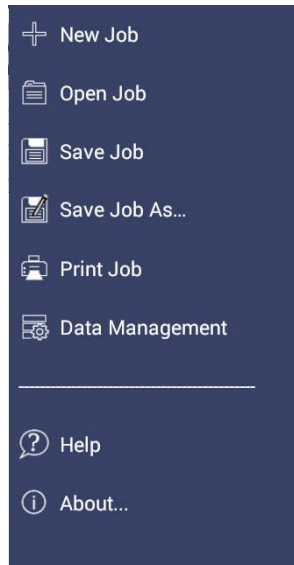 New Job
Open Job
Save Job
Save Job As...
Print Job
Data Management
Help
About...